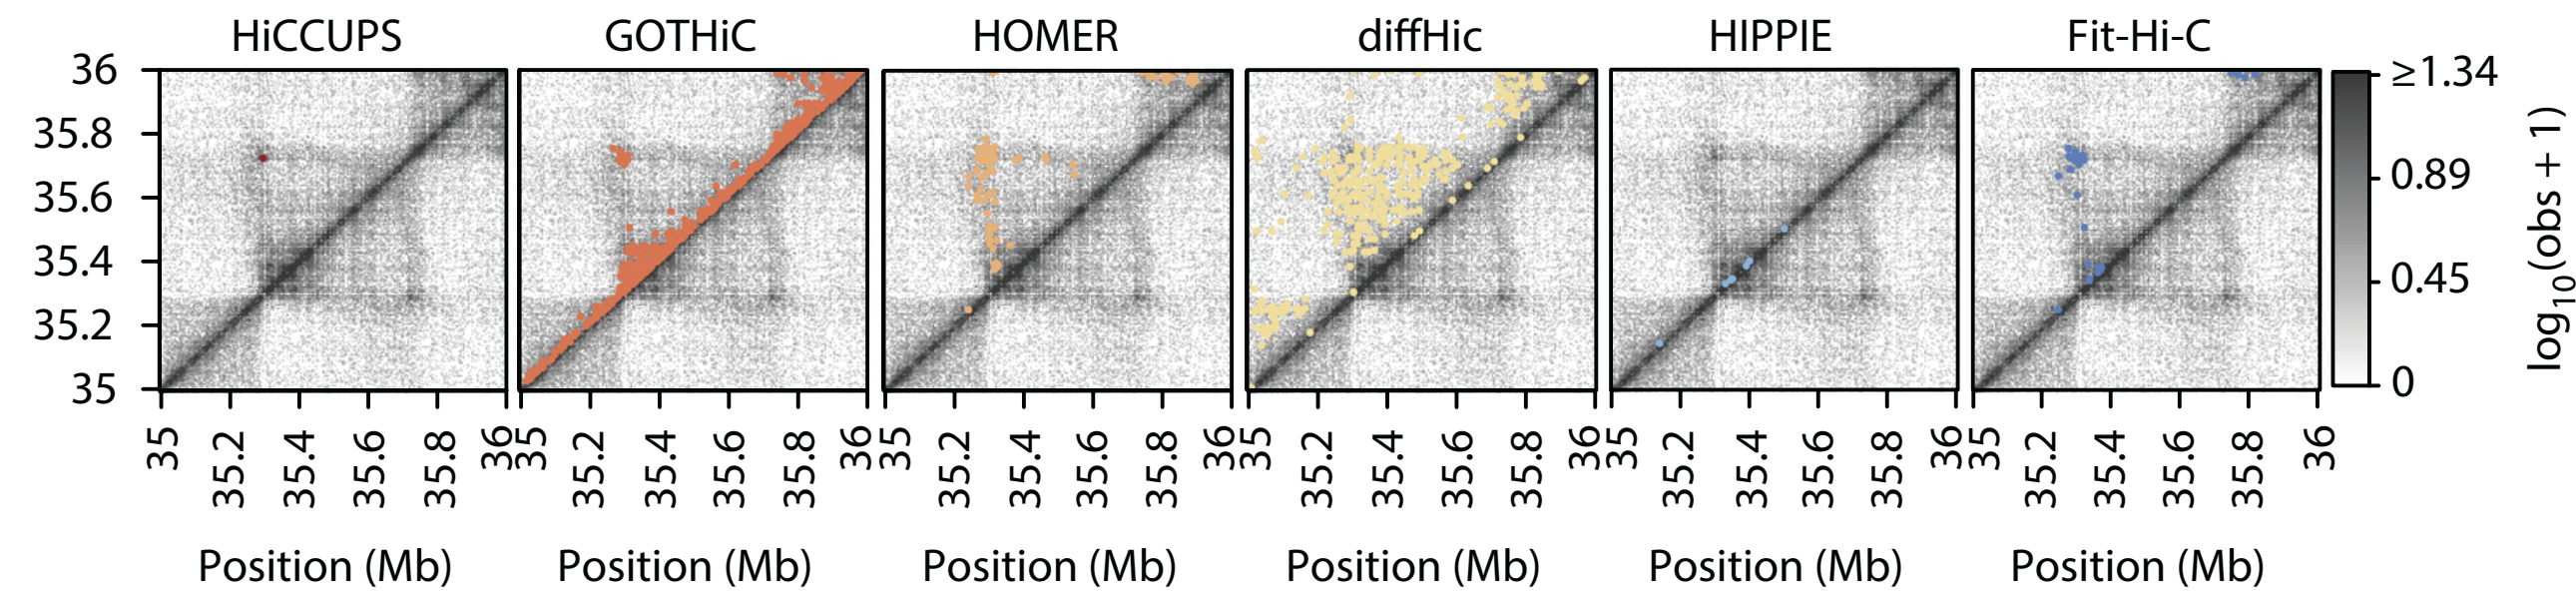 HiCCUPS GOTHiC HOMER diffHic HIPPIE Fit-Hi-C
36
35.8
35.6
35.4
35.2
35
≥1.34
0.89
0.45
0
log10(obs + 1)
35 35.2 35.4 35.6 35.8 36
35 35.2 35.4 35.6 35.8 36
35 35.2 35.4 35.6 35.8 36
35 35.2 35.4 35.6 35.8 36
35 35.2 35.4 35.6 35.8 36
35 35.2 35.4 35.6 35.8 36
Position (Mb) Position (Mb) Position (Mb) Position (Mb) Position (Mb) Position (Mb)